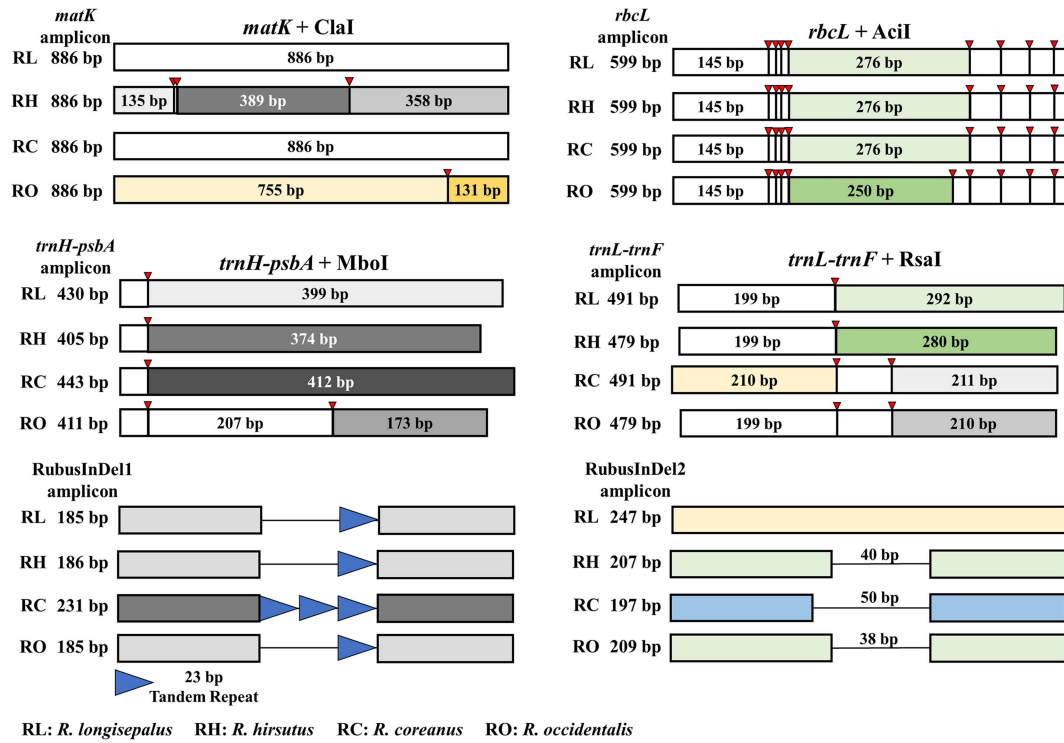 matK
amplicon
matK + ClaI
RL 886 bp
886 bp
RH 886 bp
135 bp
389 bp
358 bp
RC 886 bp
886 bp
RO 886 bp
755 bp
131 bp
rbcL
amplicon
rbcL + AciI
RL 599 bp
145 bp
276 bp
RH 599 bp
145 bp
276 bp
RC 599 bp
145 bp
276 bp
RO 599 bp
145 bp
250 bp
trnH-psbA
amplicon
trnH-psbA + MboI
RL 430 bp
399 bp
RH 405 bp
374 bp
RC 443 bp
412 bp
RO 411 bp
207 bp
173 bp
trnL-trnF
amplicon
trnL-trnF + RsaI
RL 491 bp
199 bp
292 bp
RH 479 bp
199 bp
280 bp
RC 491 bp
210 bp
211 bp
RO 479 bp
199 bp
210 bp
RubusInDel1
amplicon
RL 185 bp
RH 186 bp
RC 231 bp
RO 185 bp
23 bp
Tandem Repeat
RubusInDel2
amplicon
RL 247 bp
RH 207 bp
40 bp
RC 197 bp
50 bp
RO 209 bp
38 bp
RL: R. longisepalus RH: R. hirsutus RC: R. coreanus RO: R. occidentalis